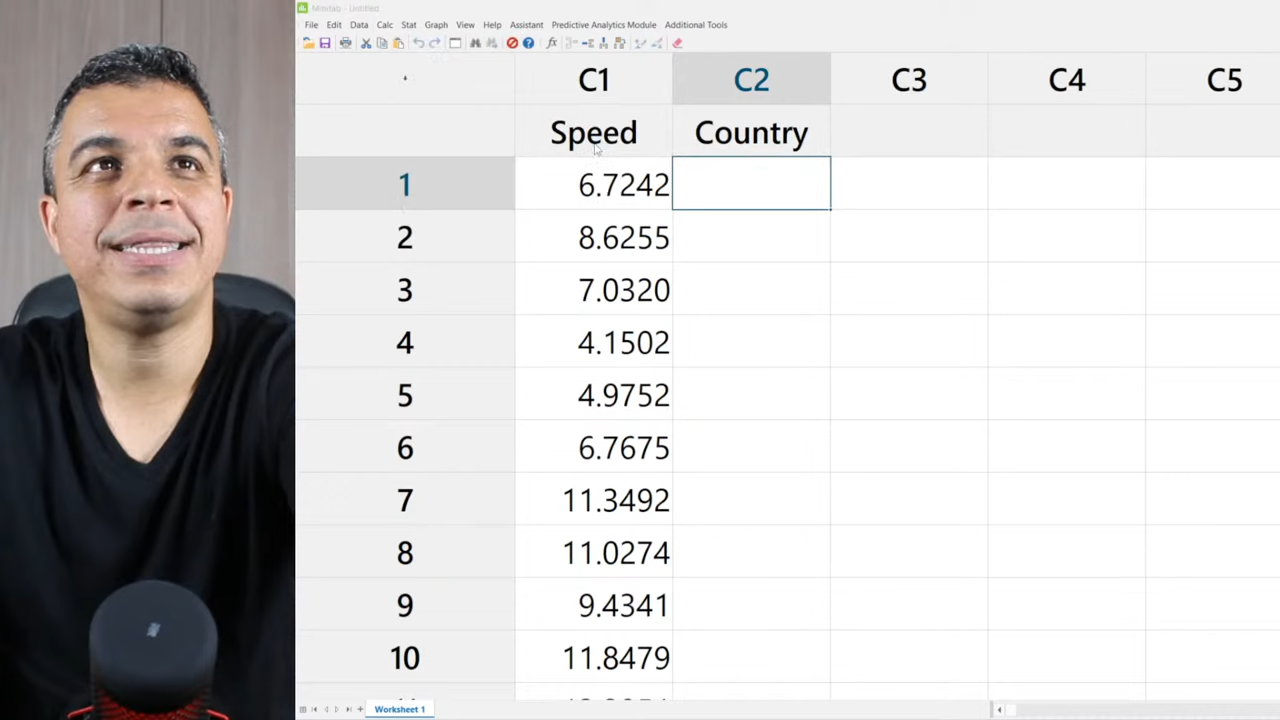 Minitab - Untitled
File Edit Data Calc Stat Graph View Help Assistant Predictive Analytics Module Additional Tools
C1 C2 C3 C4 C5
Speed Country
1 6.7242
2 8.6255
3 7.0320
4 4.1502
5 4.9752
6 6.7675
7 11.3492
8 11.0274
9 9.4341
10 11.8479
Worksheet 1